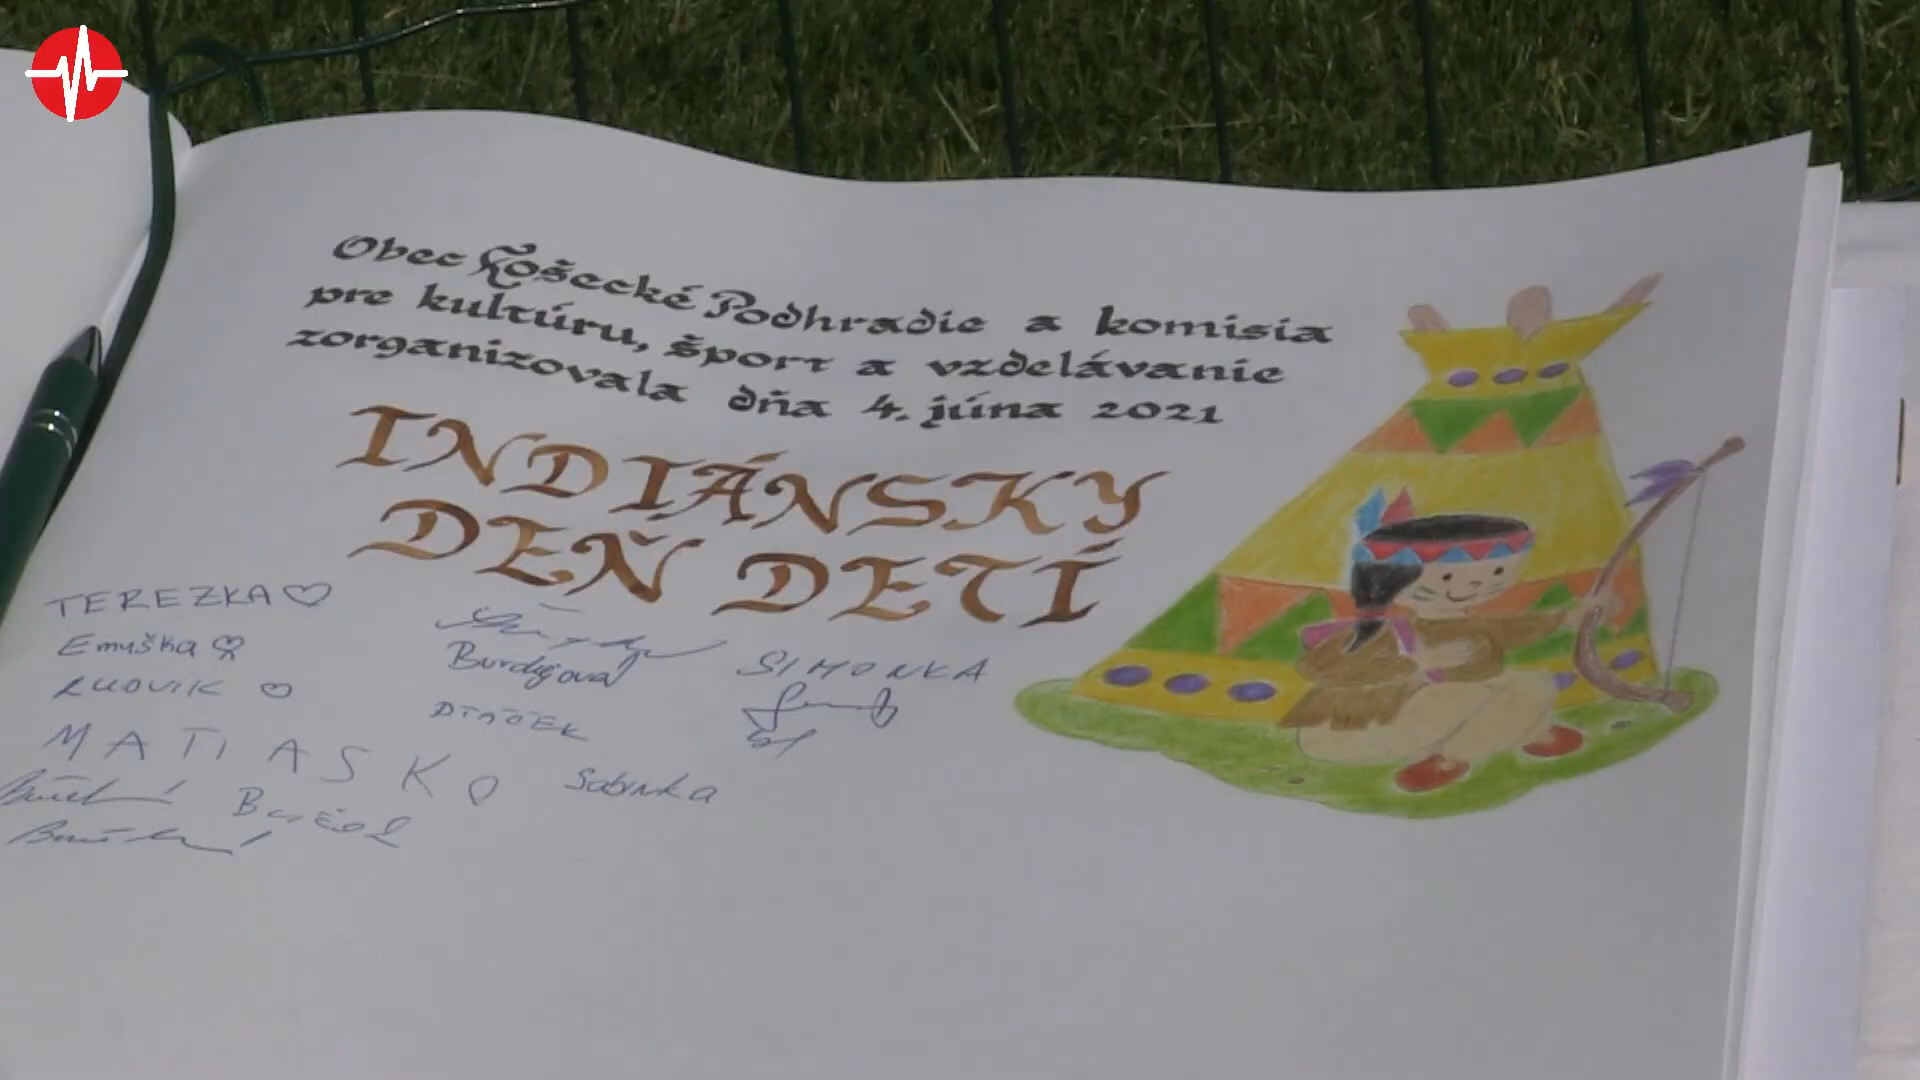 Obec Košecké Podhradie a komisia
pre kultúru, šport a vzdelávanie
zorganizovala dňa 4. júna 2021
INDIÁNSKY
DEŇ DETÍ
TEREZKA
Emuška
LUDVIK
MATIASKO
Burdejová
SIMONKA
Sabinka